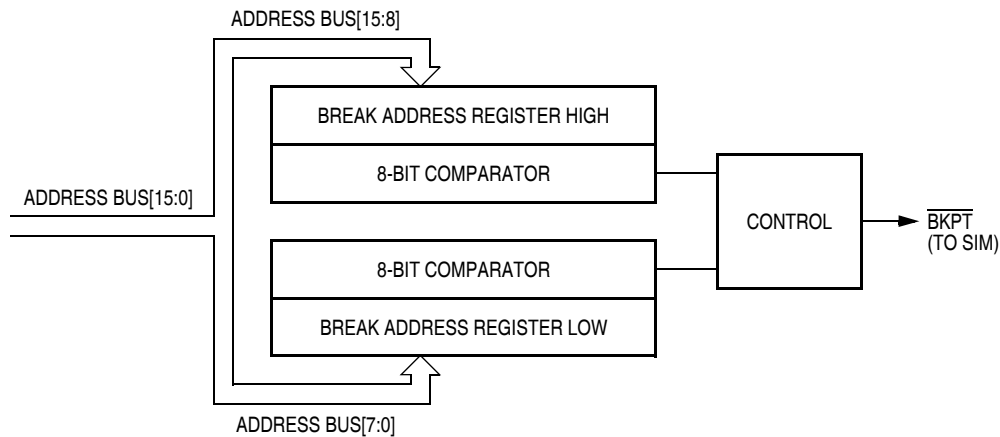 ADDRESS BUS[15:8]
BREAK ADDRESS REGISTER HIGH
8-BIT COMPARATOR
ADDRESS BUS[15:0]
CONTROL
BKPT
(TO SIM)
8-BIT COMPARATOR
BREAK ADDRESS REGISTER LOW
ADDRESS BUS[7:0]